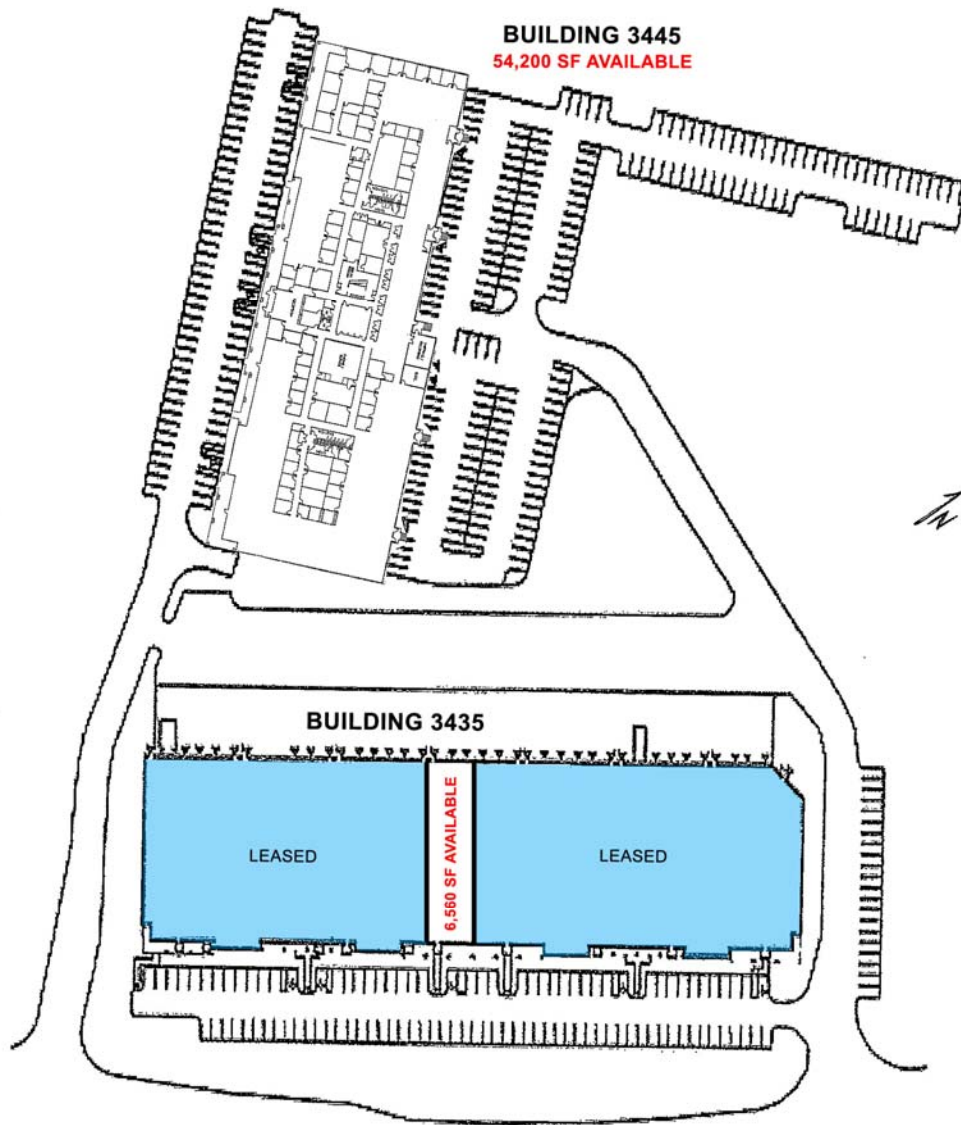 BUILDING 3445
54,200 SF AVAILABLE
N
BUILDING 3435
LEASED
6,560 SF AVAILABLE
LEASED